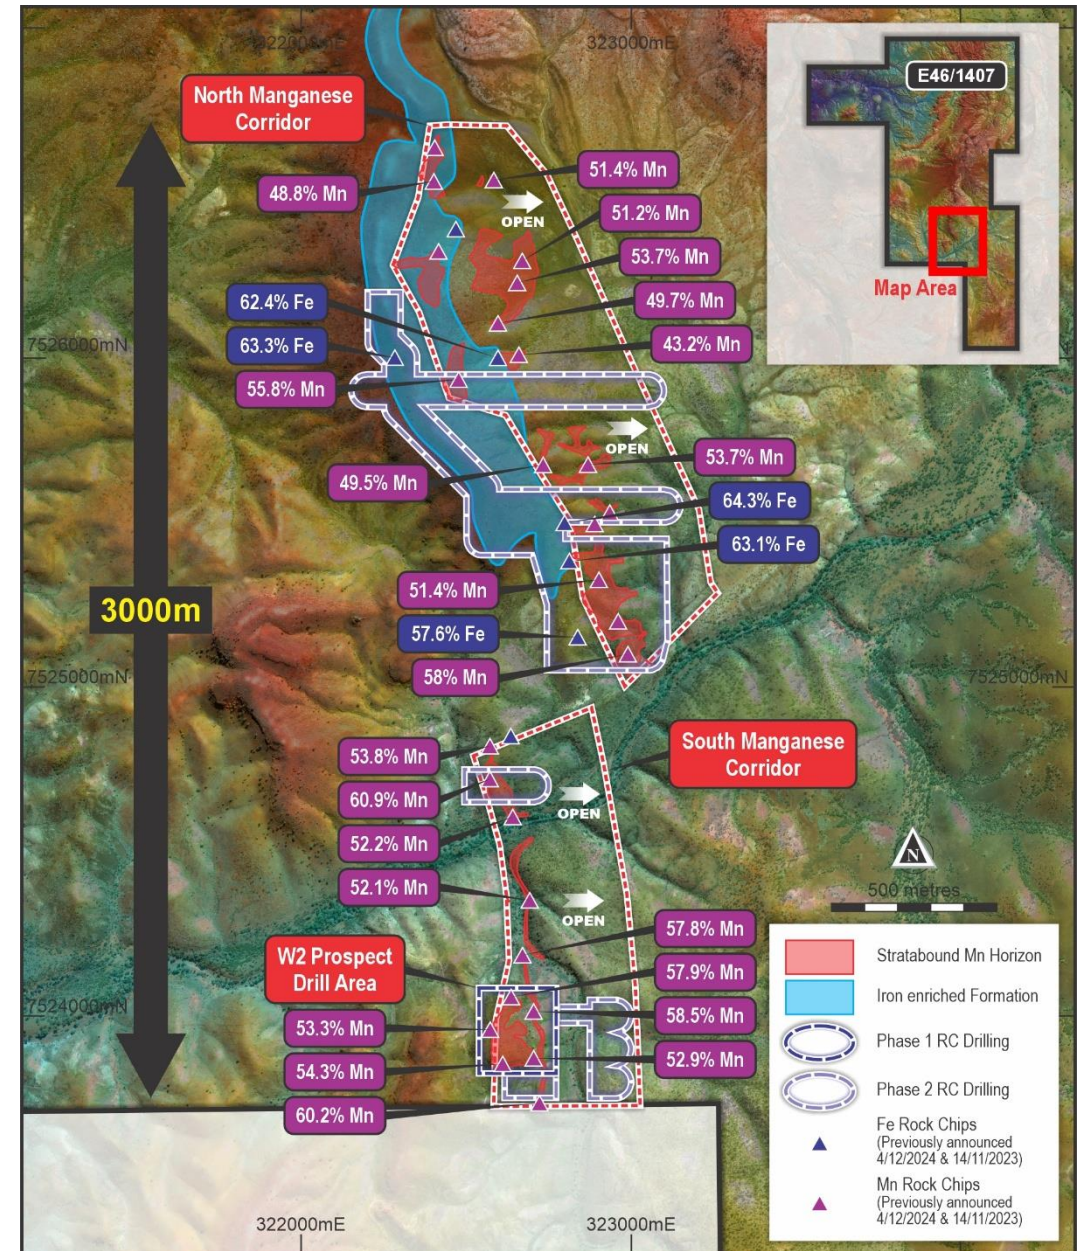 322000mE
323000mE
E46/1407
Map Area
North Manganese
Corridor
48.8% Mn
51.4% Mn
OPEN
51.2% Mn
53.7% Mn
49.7% Mn
43.2% Mn
62.4% Fe
63.3% Fe
55.8% Mn
7526000mN
OPEN
49.5% Mn
53.7% Mn
64.3% Fe
63.1% Fe
51.4% Mn
57.6% Fe
58% Mn
3000m
7525000mN
7525000mN
South Manganese
Corridor
53.8% Mn
60.9% Mn
52.2% Mn
52.1% Mn
OPEN
OPEN
N
500 metres
W2 Prospect
Drill Area
57.8% Mn
57.9% Mn
58.5% Mn
52.9% Mn
7524000mN
53.3% Mn
54.3% Mn
60.2% Mn
Stratabound Mn Horizon
Iron enriched Formation
Phase 1 RC Drilling
Phase 2 RC Drilling
Fe Rock Chips
(Previously announced
4/12/2024 & 14/11/2023)
Mn Rock Chips
(Previously announced
4/12/2024 & 14/11/2023)
322000mE
323000mE